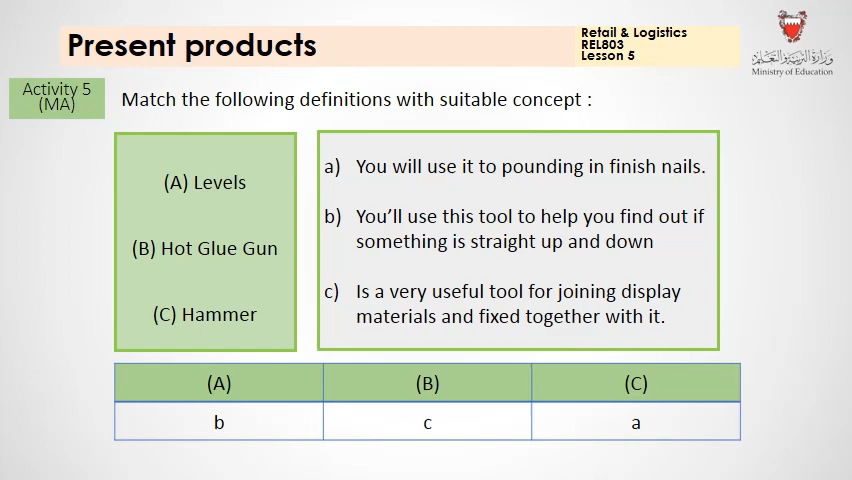 Present products
Retail & Logistics
REL803
Lesson 5
وزارة التربية والتعليم
Ministry of Education
Activity 5
(MA)
Match the following definitions with suitable concept :
(A) Levels
(B) Hot Glue Gun
(C) Hammer
a) You will use it to pounding in finish nails.
b) You’ll use this tool to help you find out if
something is straight up and down
c) Is a very useful tool for joining display
materials and fixed together with it.
(A) (B) (C)
b c a